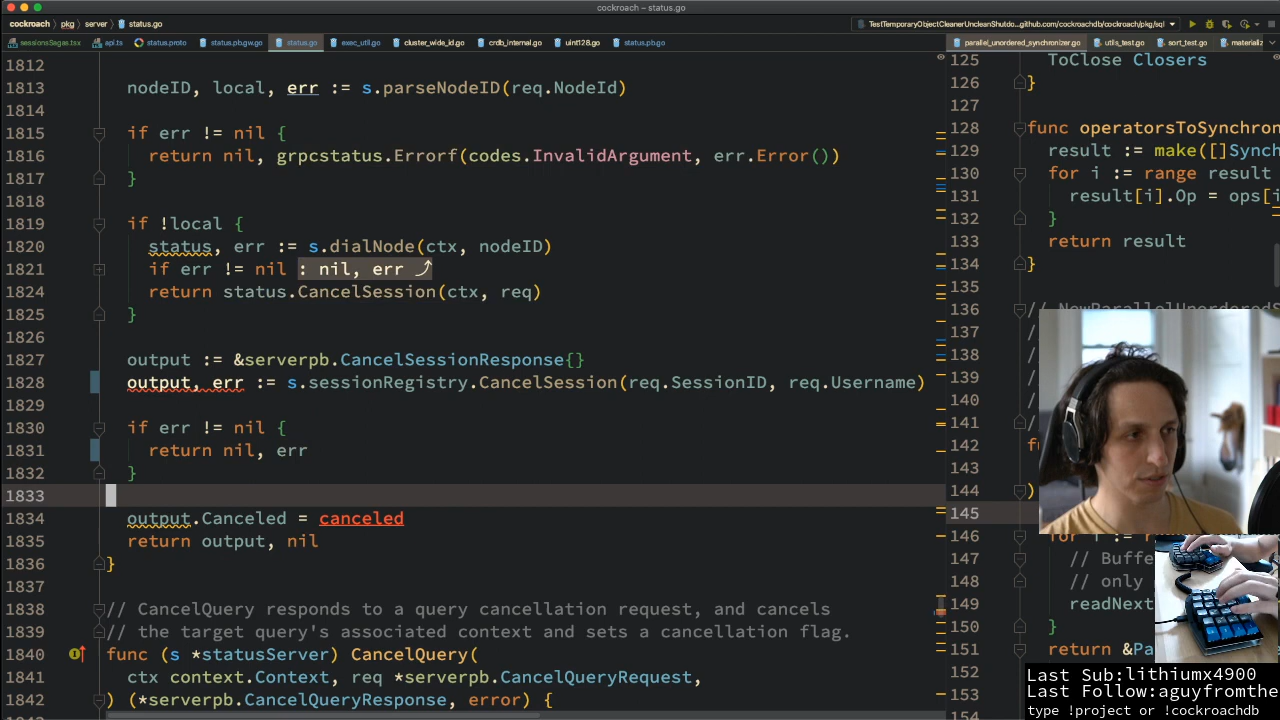 cockroach – status.go
cockroach pkg server status.go
TestTemporaryObjectCleanerUncleanShutdo...github.com/cockroachdb/cockroach/pkg/sql
sessionsSagas.tsx api.ts status.proto status.pb.gw.go status.go exec_util.go cluster_wide_id.go crdb_internal.go uint128.go status.pb.go
1812
1813 nodeID, local, err := s.parseNodeID(req.NodeId)
1814
1815 if err != nil {
1816 return nil, grpcstatus.Errorf(codes.InvalidArgument, err.Error())
1817 }
1818
1819 if !local {
1820 status, err := s.dialNode(ctx, nodeID)
1821 if err != nil : nil, err
1824 return status.CancelSession(ctx, req)
1825 }
1826
1827 output := &serverpb.CancelSessionResponse{}
1828 output, err := s.sessionRegistry.CancelSession(req.SessionID, req.Username)
1829
1830 if err != nil {
1831 return nil, err
1832 }
1833
1834 output.Canceled = canceled
1835 return output, nil
1836 }
1837
1838 // CancelQuery responds to a query cancellation request, and cancels
1839 // the target query's associated context and sets a cancellation flag.
1840 func (s *statusServer) CancelQuery(
1841 ctx context.Context, req *serverpb.CancelQueryRequest,
1842 ) (*serverpb.CancelQueryResponse, error) {
parallel_unordered_synchronizer.go utils_test.go sort_test.go materializ
125 ToClose Closers
126 }
127
128 func operatorsToSynchron
129 result := make([]Synch
130 for i := range result
131 result[i].Op = ops[i
132 }
133 return result
134 }
135
136 // NewParallelUnorderedS
137 /
138 /
139 /
140 /
141 /
142 fu
143
144 )
145
146 for i := r
147 // Buffe
148 // only
149 readNext
150 }
151 return &Pa
152
153
154
Last Sub:lithiumx4900
Last Follow:aguyfromthe
type !project or !cockroachdb